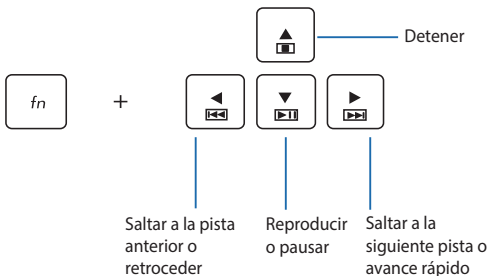 Detener
fn +
Saltar a la pista
anterior o
retroceder
Reproducir
o pausar
Saltar a la
siguiente pista o
avance rápido